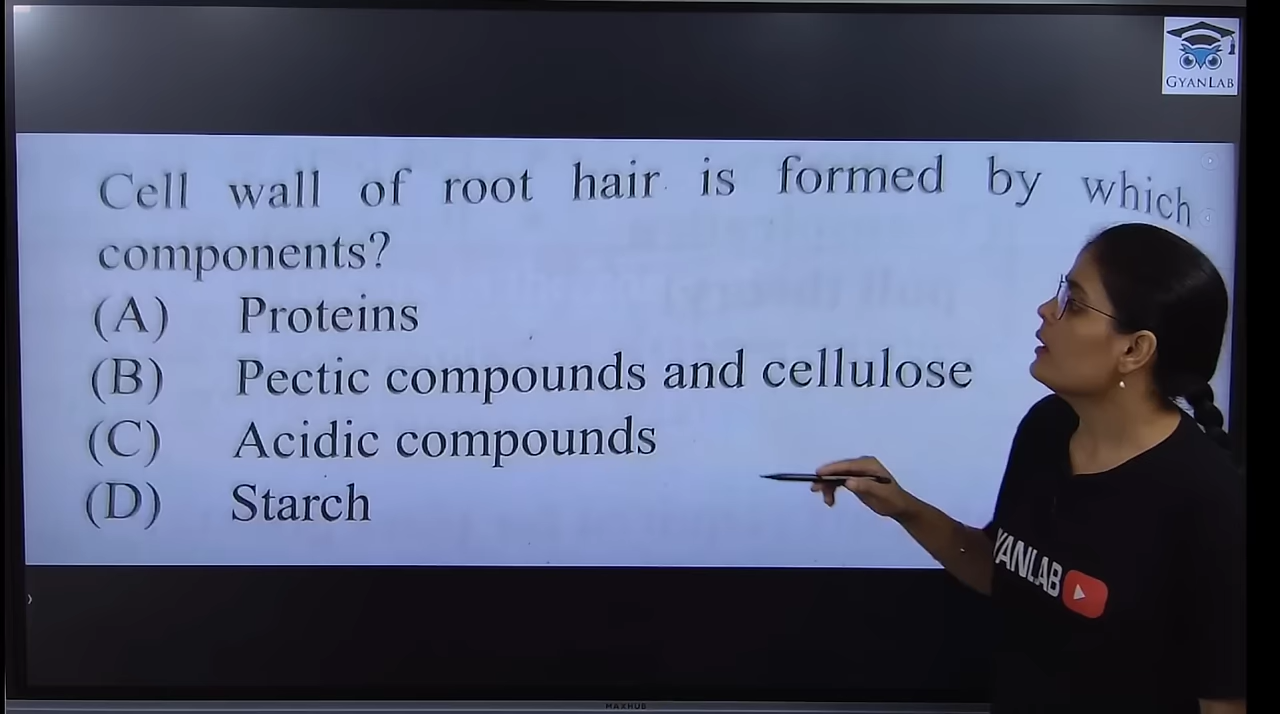 GYANLAB
Cell wall of root hair is formed by which
components?
(A) Proteins
(B) Pectic compounds and cellulose
(C) Acidic compounds
(D) Starch
YANLAB
MAXHUB